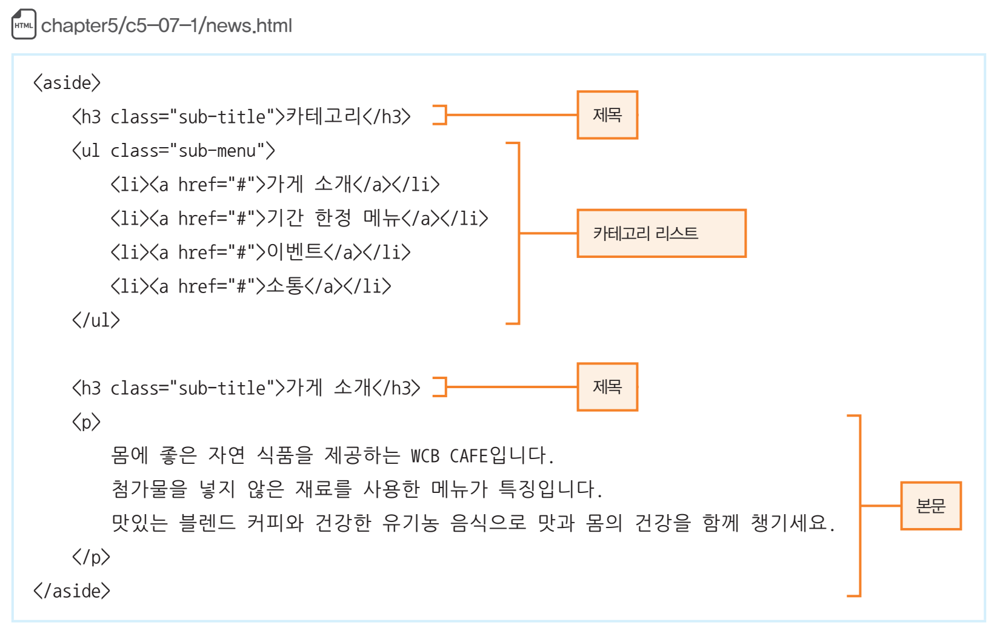 HTML chapter5/c5-07-1/news.html
<aside>
<h3 class="sub-title">카테고리</h3> 제목
<ul class="sub-menu">
<li><a href="#">가게 소개</a></li>
<li><a href="#">기간 한정 메뉴</a></li>
카테고리 리스트
<li><a href="#">이벤트</a></li>
<li><a href="#">소통</a></li>
</ul>
<h3 class="sub-title">가게 소개</h3> 제목
<p>
몸에 좋은 자연 식품을 제공하는 WCB CAFE입니다.
첨가물을 넣지 않은 재료를 사용한 메뉴가 특징입니다.
본문
맛있는 블렌드 커피와 건강한 유기농 음식으로 맛과 몸의 건강을 함께 챙기세요.
</p>
</aside>